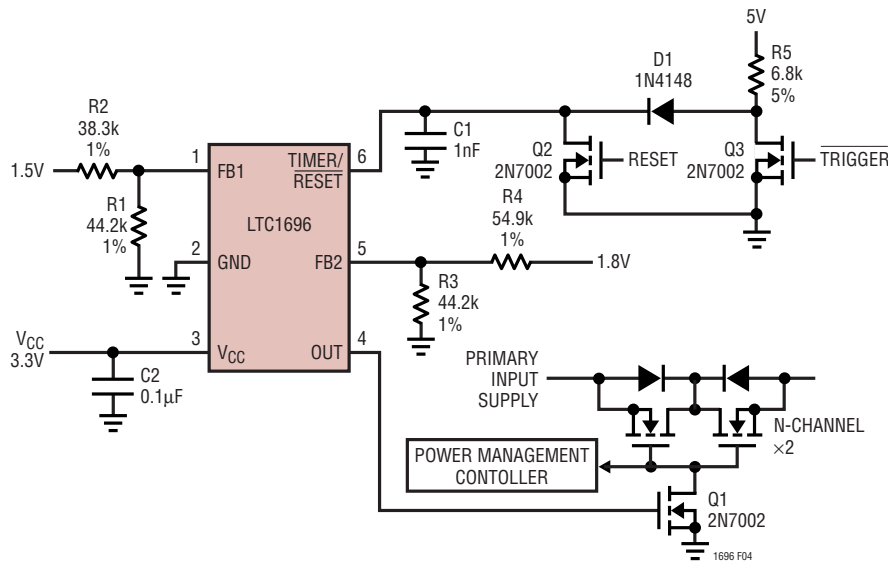 5V
R5
6.8k
5%
D1
1N4148
R2
38.3k
1%
1.5V
1
FB1
TIMER/
RESET
6
C1
1nF
Q2
2N7002
RESET
Q3
2N7002
TRIGGER
R1
44.2k
1%
LTC1696
R4
54.9k
1%
2
GND
FB2
5
1.8V
R3
44.2k
1%
VCC
3.3V
3
VCC
OUT
4
C2
0.1µF
PRIMARY
INPUT
SUPPLY
N-CHANNEL
×2
POWER MANAGEMENT
CONTOLLER
Q1
2N7002
1696 F04